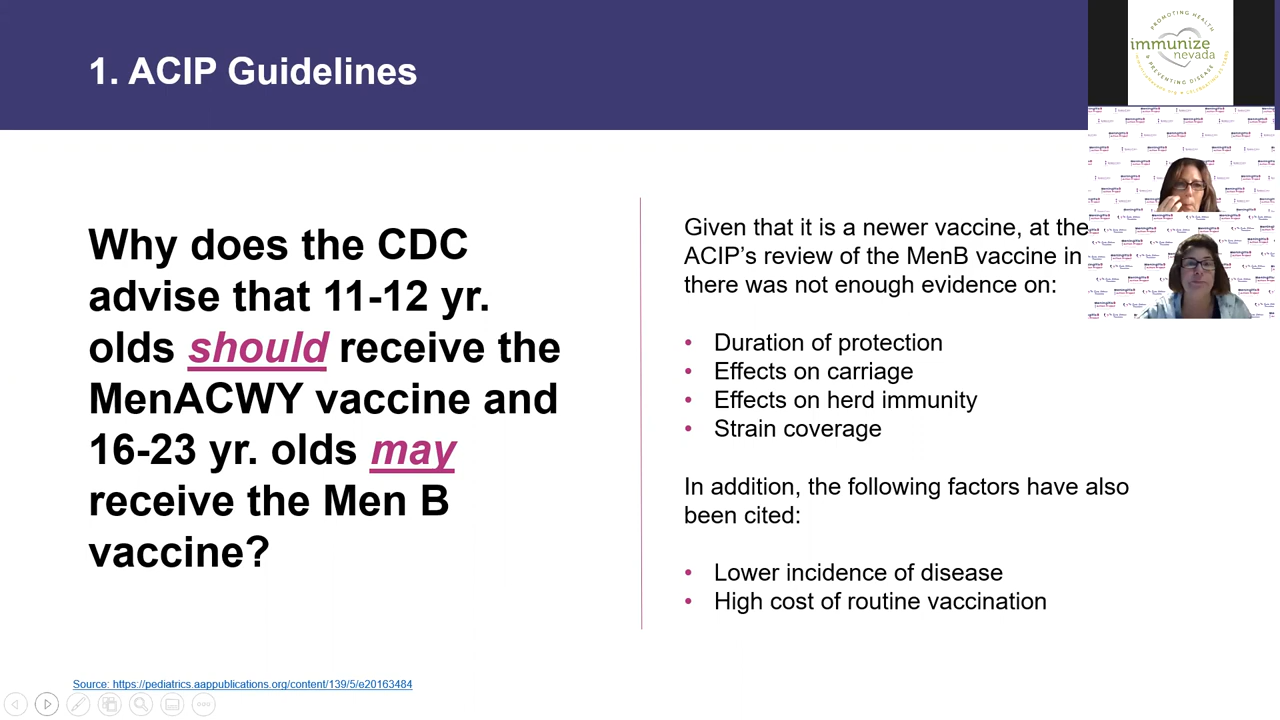 1. ACIP Guidelines
PROMOTING HEALTH
immunize
nevada
& PREVENTING DISEASE
Why does the CDC
advise that 11-12 yr.
olds should receive the
MenACWY vaccine and
16-23 yr. olds may
receive the Men B
vaccine?
Given that it is a newer vaccine, at the
ACIP's review of the MenB vaccine in
there was not enough evidence on:
• Duration of protection
• Effects on carriage
• Effects on herd immunity
• Strain coverage
In addition, the following factors have also
been cited:
• Lower incidence of disease
• High cost of routine vaccination
Source: https://pediatrics.aappublications.org/content/139/5/e20163484